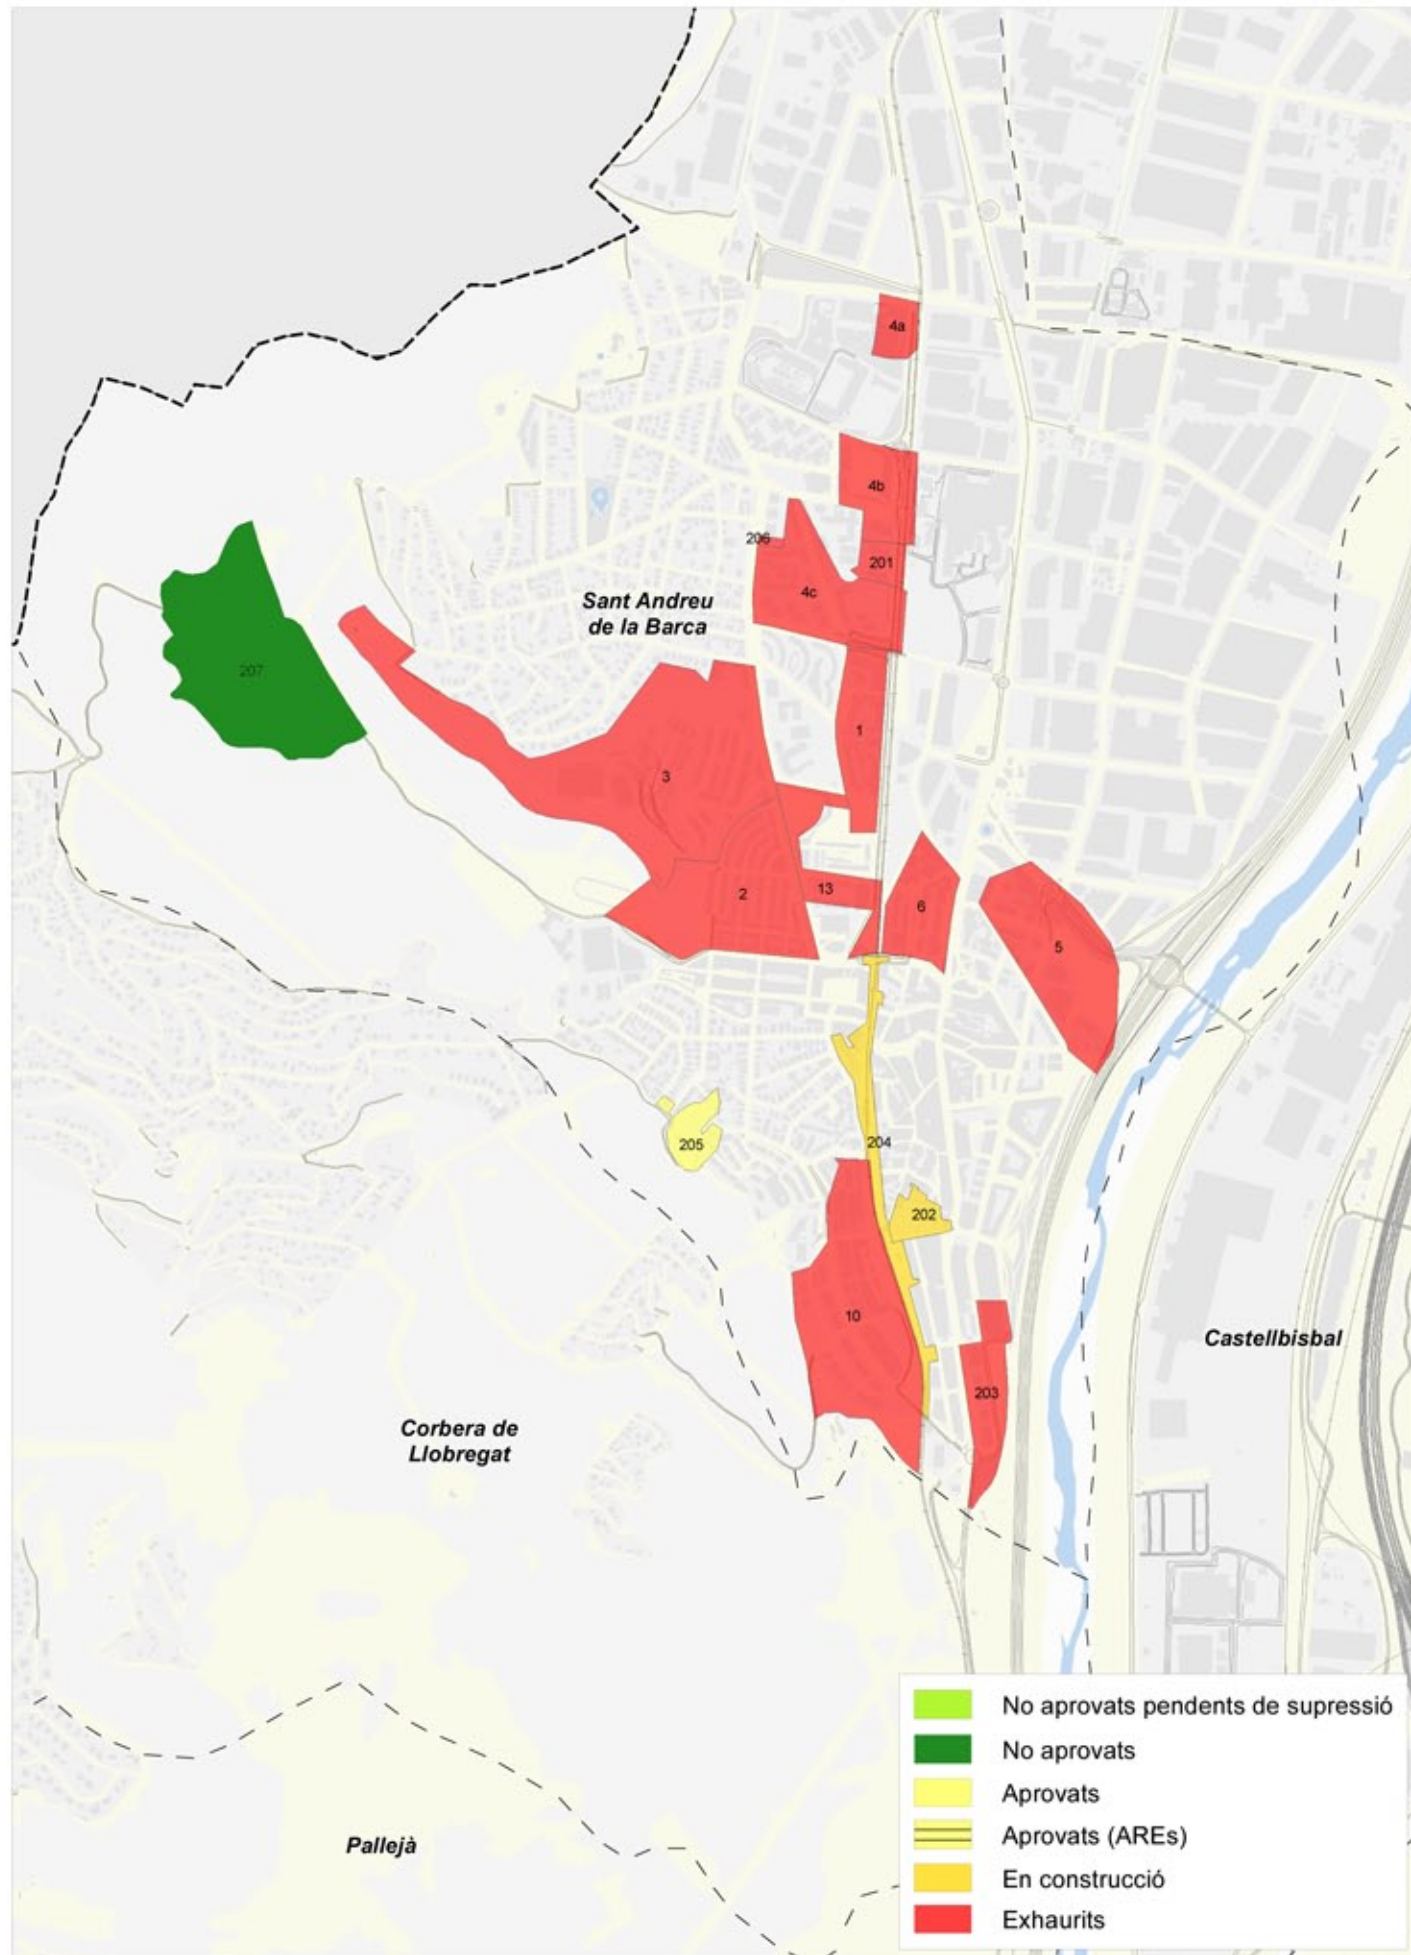 4a
4b
206
201
4c
Sant Andreu
de la Barca
207
1
3
2
13
6
5
204
205
202
10
203
Castellbisbal
Corbera de
Llobregat
Pallejà
No aprovats pendents de supressió
No aprovats
Aprovats
Aprovats (AREs)
En construcció
Exhaurits